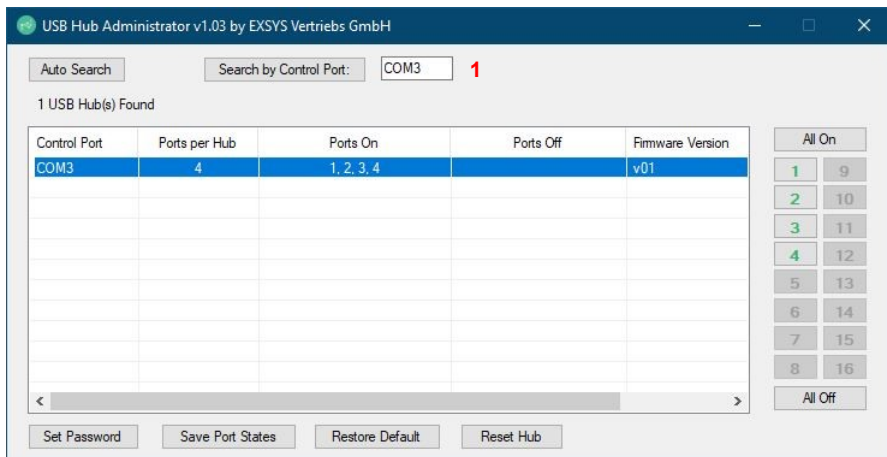 USB Hub Administrator v1.03 by EXSYS Vertriebs GmbH
Auto Search Search by Control Port: COM3 1
1 USB Hub(s) Found
Control Port Ports per Hub Ports On Ports Off Firmware Version All On
COM3 4 1, 2, 3, 4 v01 1 9
2 10
3 11
4 12
5 13
6 14
7 15
8 16
All Off
Set Password Save Port States Restore Default Reset Hub